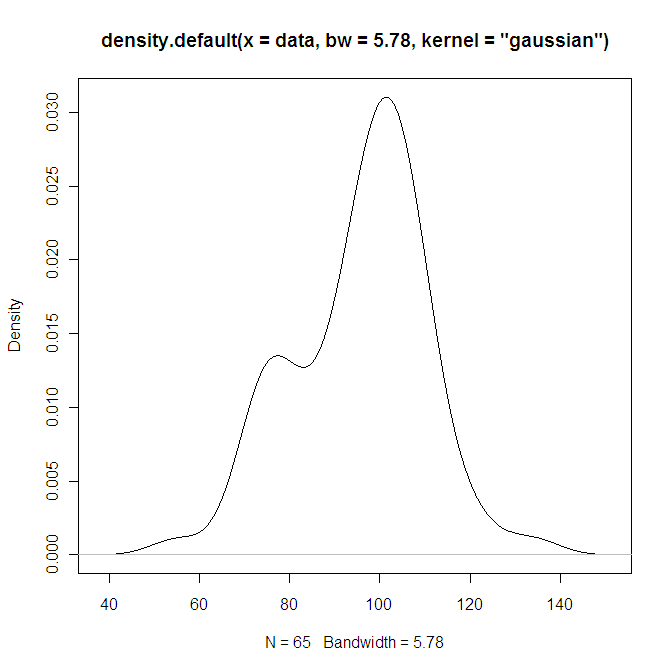 density.default(x = data, bw = 5.78, kernel = "gaussian")
Density
0.030
0.025
0.020
0.015
0.010
0.005
0.000
40 60 80 100 120 140
N = 65 Bandwidth = 5.78